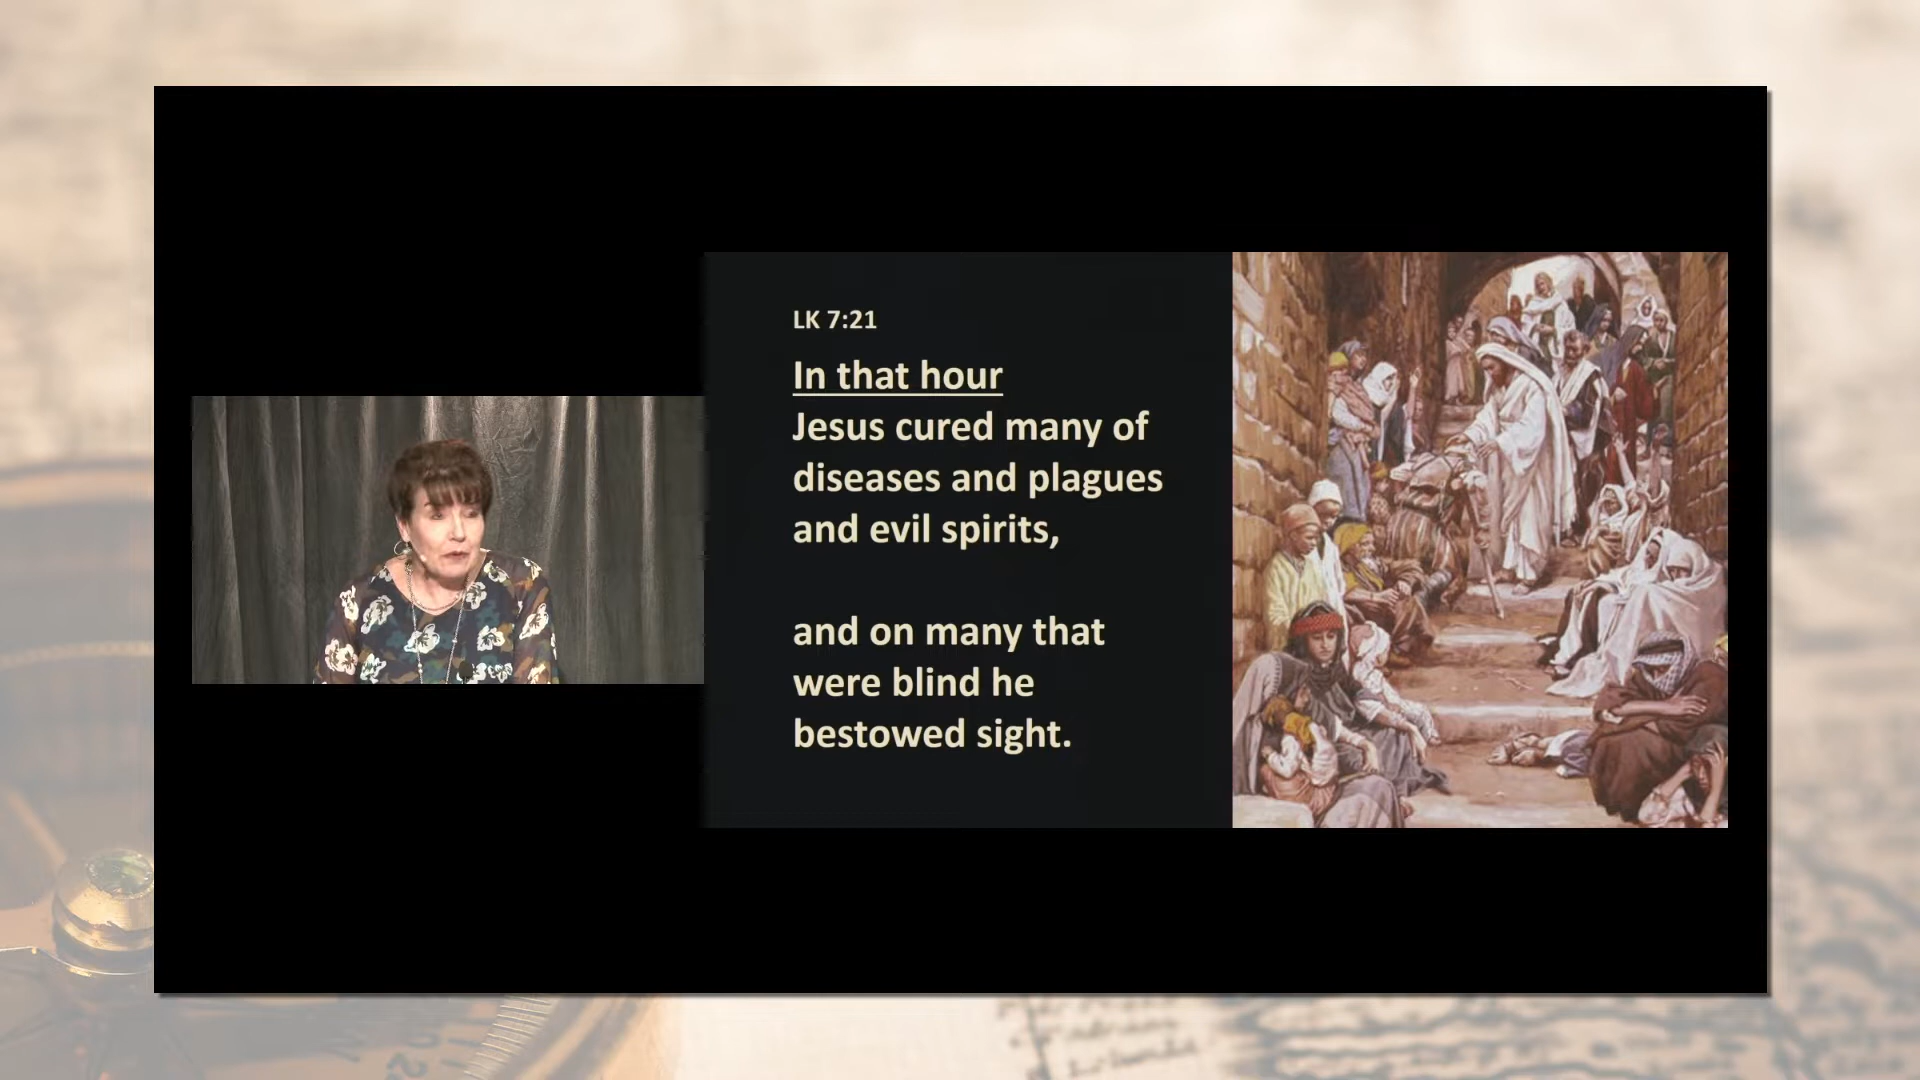 LK 7:21
In that hour
Jesus cured many of
diseases and plagues
and evil spirits,
and on many that
were blind he
bestowed sight.